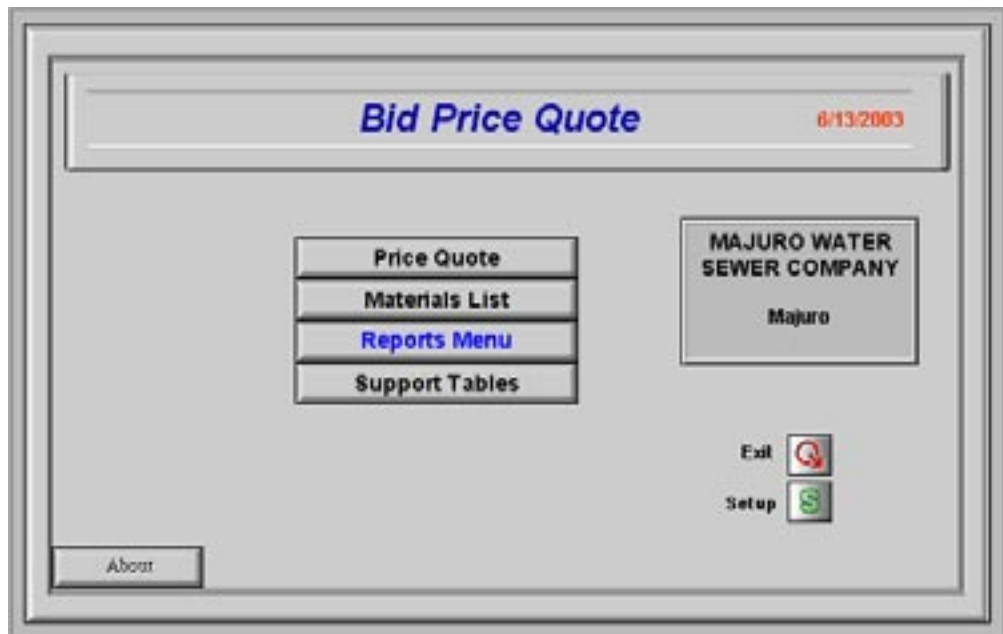 Bid Price Quote
6/13/2003
Price Quote
Materials List
Reports Menu
Support Tables
MAJURO WATER
SEWER COMPANY
Majuro
Exit
Setup
S
About